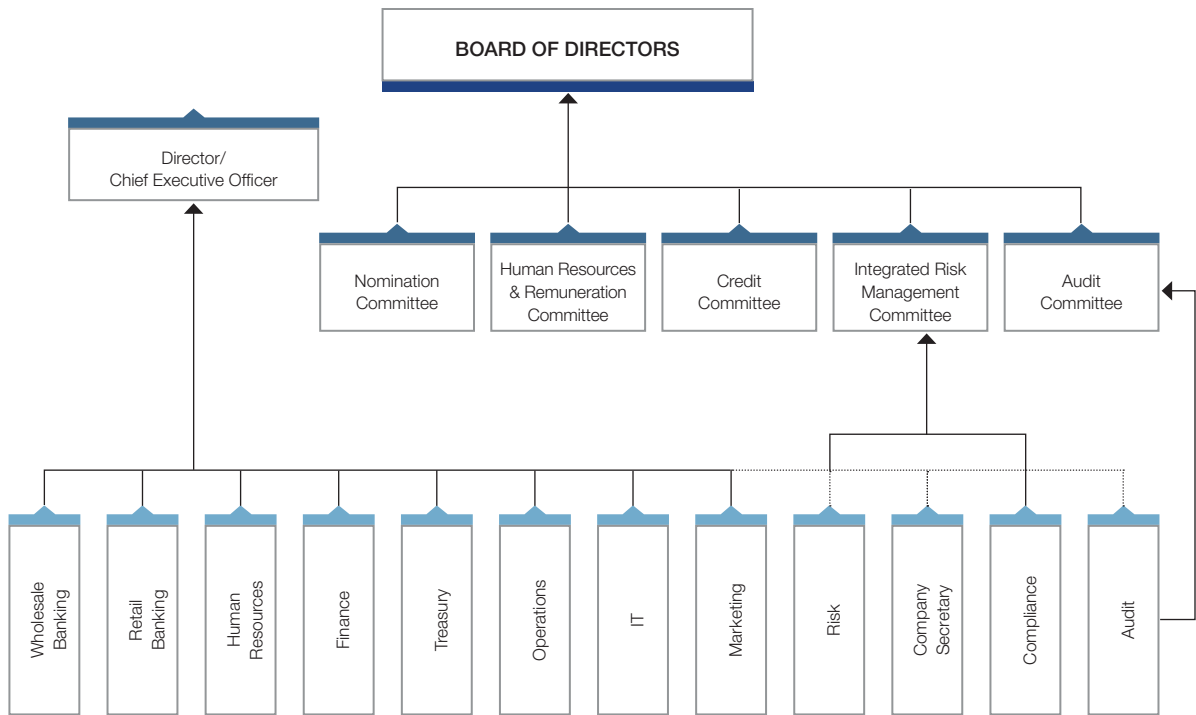 BOARD OF DIRECTORS
Director/
Chief Executive Officer
Nomination
Committee
Human Resources
& Remuneration
Committee
Credit
Committee
Integrated Risk
Management
Committee
Audit
Committee
Wholesale
Banking
Retail
Banking
Human
Resources
Finance
Treasury
Operations
IT
Marketing
Risk
Company
Secretary
Compliance
Audit